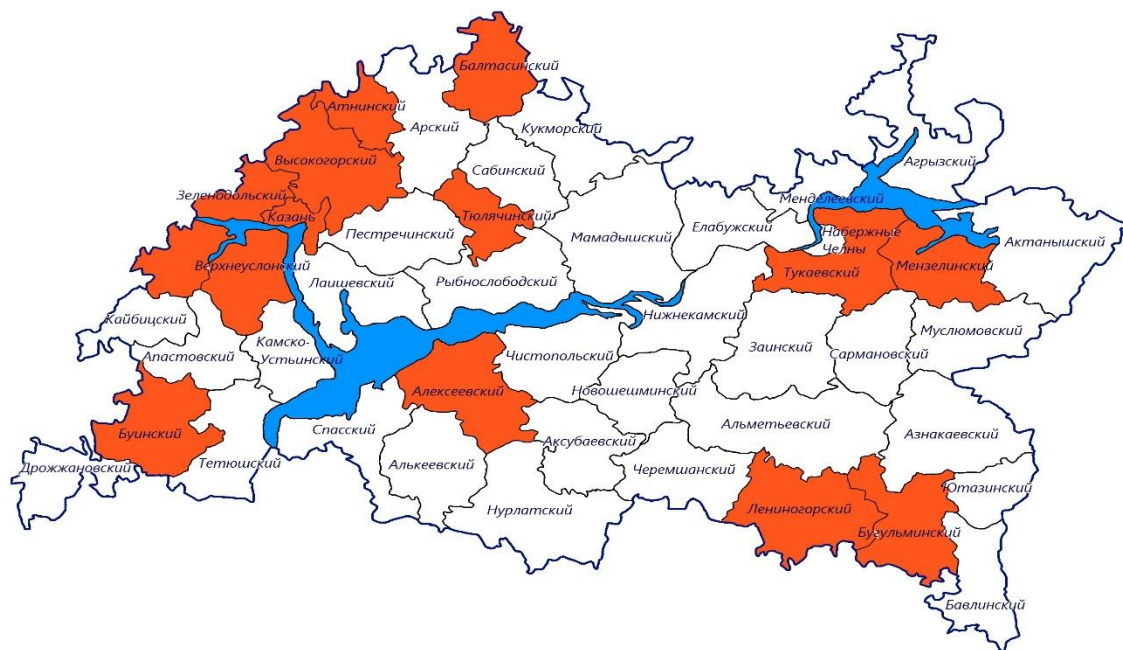 Балтасинский
Атнинский
Арский
Кукморский
Высокогорский
Сабинский
Агрызский
Зеленодольский
Казань
Тюлячинский
Менделеевский
Пестречинский
Мамадышский
Елабужский
Набержные
Челны
Актанышский
Верхнеуслонский
Лаишевский
Рыбнослободский
Тукаевский
Мензелинский
Кайбицкий
Нижнекамский
Апастовский
Камско-
Устьинский
Чистопольский
Заинский
Сармановский
Муслюмовский
Алексеевский
Новошешминский
Буинский
Спасский
Аксубаевский
Альметьевский
Азнакаевский
Дрожжановский
Тетюшский
Алькеевский
Черемшанский
Ютазинский
Нурлатский
Лениногорский
Бугульминский
Бавлинский